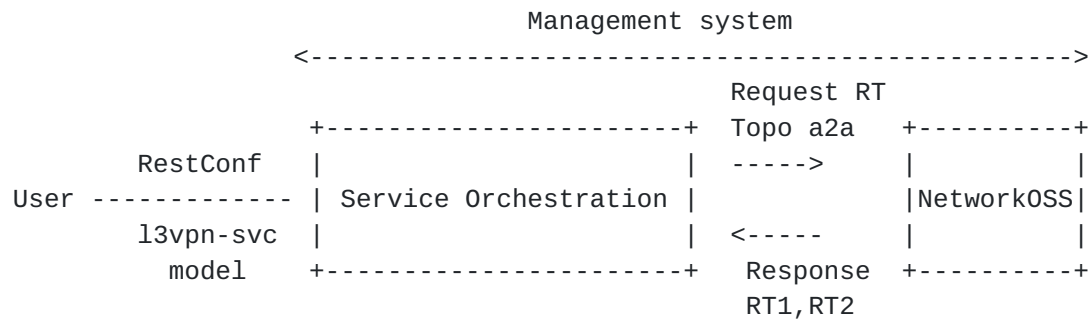 Management system
<------------------------------------------------->
Request RT
+-----------------------+ Topo a2a +----------+
RestConf | | -----> | |
User ------------- | Service Orchestration | |NetworkOSS|
l3vpn-svc | | <----- | |
model +-----------------------+ Response +----------+
RT1,RT2